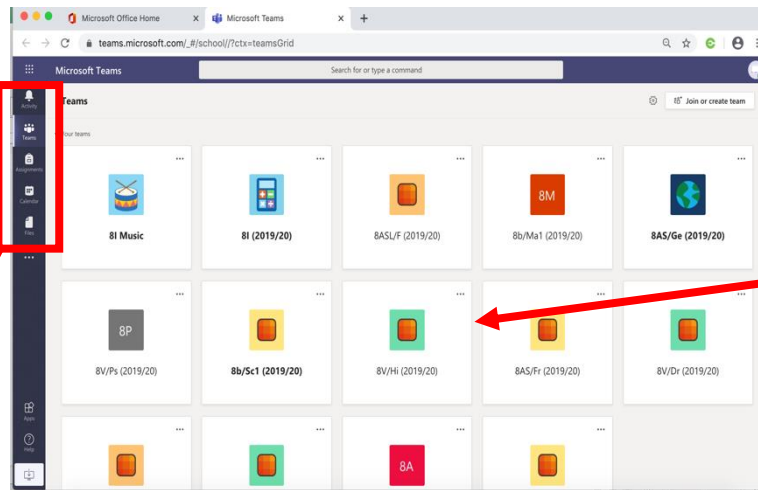 Microsoft Office Home
Microsoft Teams
teams.microsoft.com/_#/school//?ctx=teamsGrid
Microsoft Teams
Search for or type a command
Activity
Teams
Assignments
Calendar
Files
Apps
Help
Teams
Join or create team
Your teams
8I Music
8I (2019/20)
8ASL/F (2019/20)
8M
8b/Ma1 (2019/20)
8AS/Ge (2019/20)
8P
8V/Ps (2019/20)
8b/Sc1 (2019/20)
8V/Hi (2019/20)
8AS/Fr (2019/20)
8V/Dr (2019/20)
8A